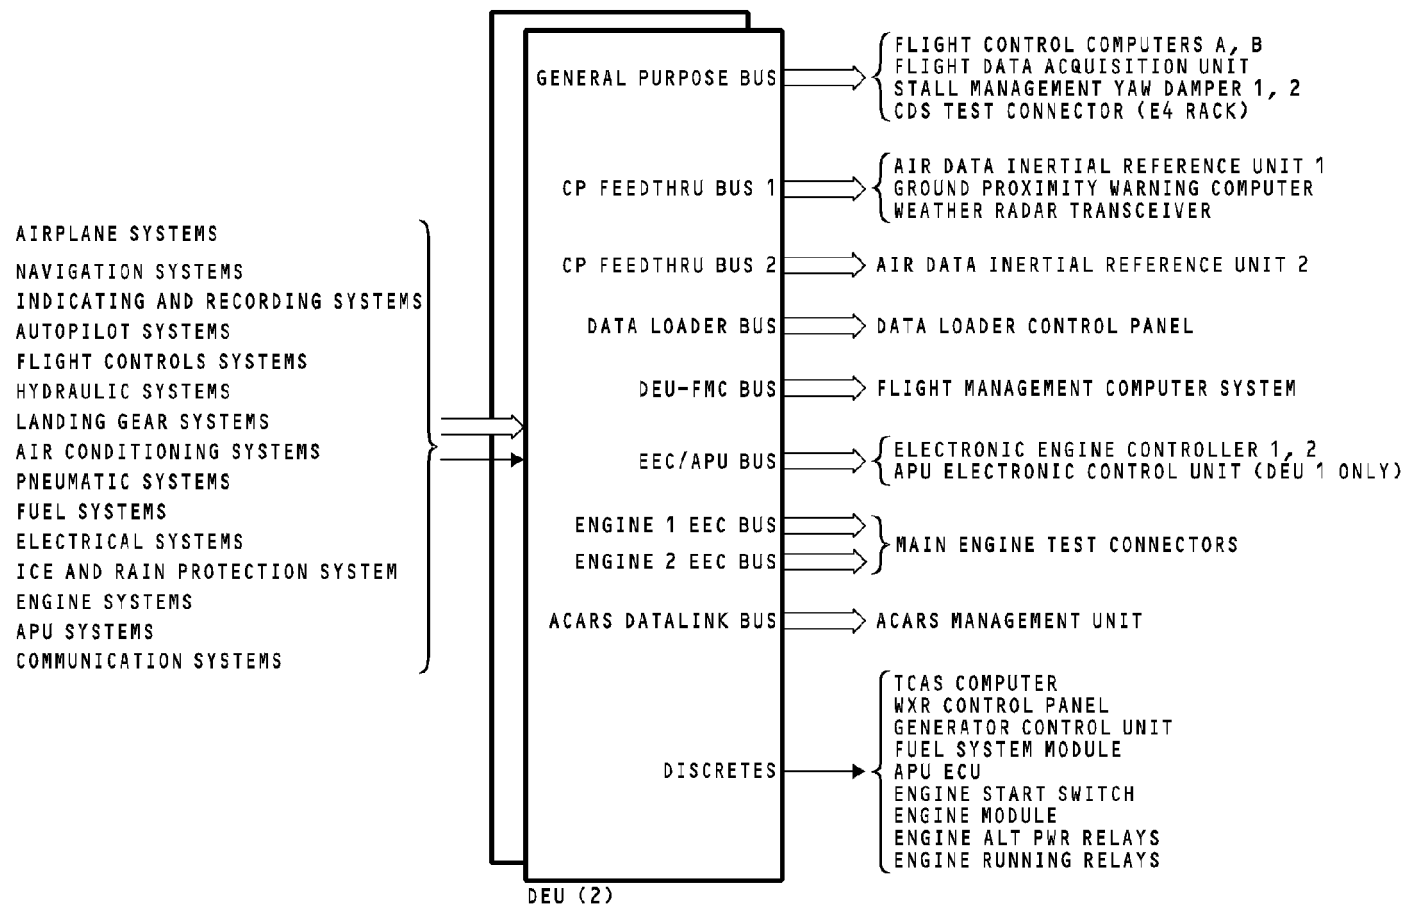 AIRPLANE SYSTEMS
NAVIGATION SYSTEMS
INDICATING AND RECORDING SYSTEMS
AUTOPILOT SYSTEMS
FLIGHT CONTROLS SYSTEMS
HYDRAULIC SYSTEMS
LANDING GEAR SYSTEMS
AIR CONDITIONING SYSTEMS
PNEUMATIC SYSTEMS
FUEL SYSTEMS
ELECTRICAL SYSTEMS
ICE AND RAIN PROTECTION SYSTEM
ENGINE SYSTEMS
APU SYSTEMS
COMMUNICATION SYSTEMS
GENERAL PURPOSE BUS
FLIGHT CONTROL COMPUTERS A, B
FLIGHT DATA ACQUISITION UNIT
STALL MANAGEMENT YAW DAMPER 1, 2
CDS TEST CONNECTOR (E4 RACK)
CP FEEDTHRU BUS 1
AIR DATA INERTIAL REFERENCE UNIT 1
GROUND PROXIMITY WARNING COMPUTER
WEATHER RADAR TRANSCEIVER
CP FEEDTHRU BUS 2
AIR DATA INERTIAL REFERENCE UNIT 2
DATA LOADER BUS
DATA LOADER CONTROL PANEL
DEU-FMC BUS
FLIGHT MANAGEMENT COMPUTER SYSTEM
EEC/APU BUS
ELECTRONIC ENGINE CONTROLLER 1, 2
APU ELECTRONIC CONTROL UNIT (DEU 1 ONLY)
ENGINE 1 EEC BUS
ENGINE 2 EEC BUS
MAIN ENGINE TEST CONNECTORS
ACARS DATALINK BUS
ACARS MANAGEMENT UNIT
DISCRETES
TCAS COMPUTER
WXR CONTROL PANEL
GENERATOR CONTROL UNIT
FUEL SYSTEM MODULE
APU ECU
ENGINE START SWITCH
ENGINE MODULE
ENGINE ALT PWR RELAYS
ENGINE RUNNING RELAYS
DEU (2)